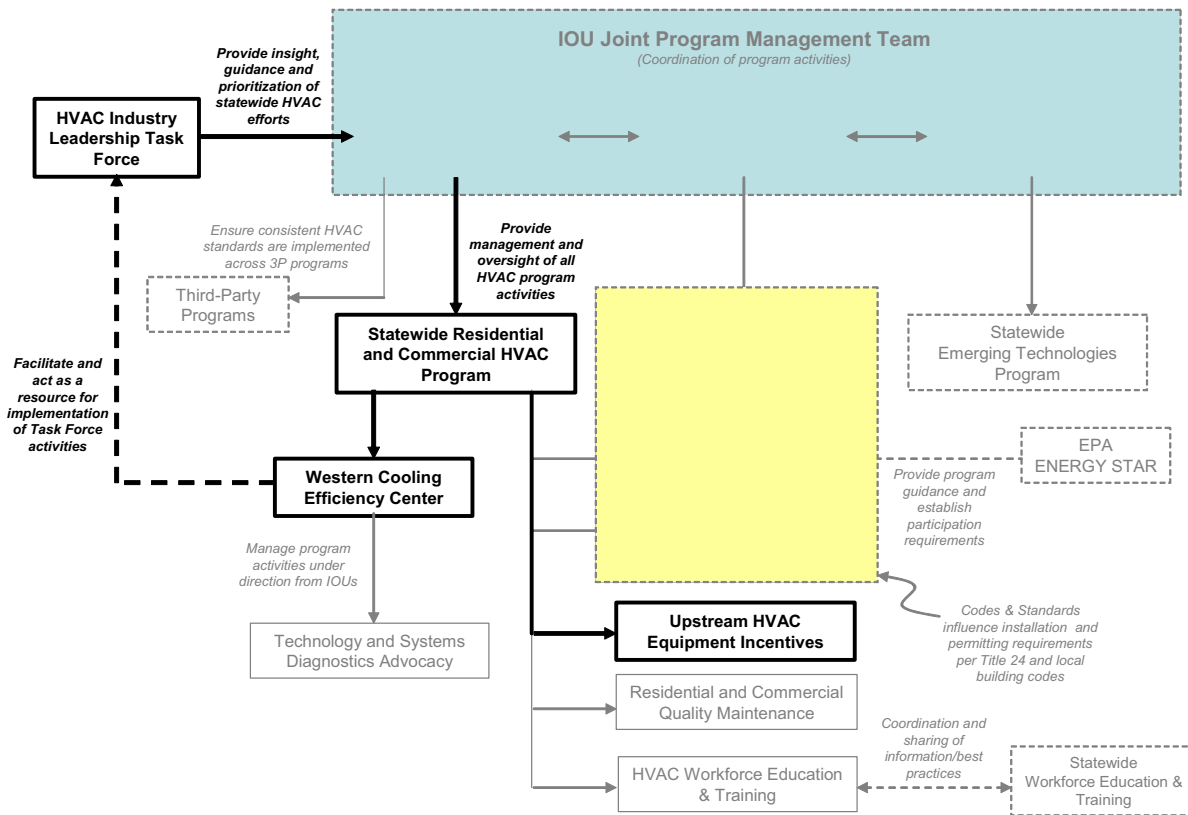 IOU Joint Program Management Team
(Coordination of program activities)
Provide insight,
guidance and
prioritization of
statewide HVAC
efforts
HVAC Industry
Leadership Task
Force
Ensure consistent HVAC
standards are implemented
across 3P programs
Provide
management and
oversight of all
HVAC program
activities
Third-Party
Programs
Statewide Residential
and Commercial HVAC
Program
Statewide
Emerging Technologies
Program
Facilitate and
act as a
resource for
implementation
of Task Force
activities
EPA
ENERGY STAR
Western Cooling
Efficiency Center
Provide program
guidance and
establish
participation
requirements
Manage program
activities under
direction from IOUs
Technology and Systems
Diagnostics Advocacy
Upstream HVAC
Equipment Incentives
Codes & Standards
influence installation and
permitting requirements
per Title 24 and local
building codes
Residential and Commercial
Quality Maintenance
Coordination and
sharing of
information/best
practices
HVAC Workforce Education
& Training
Statewide
Workforce Education &
Training